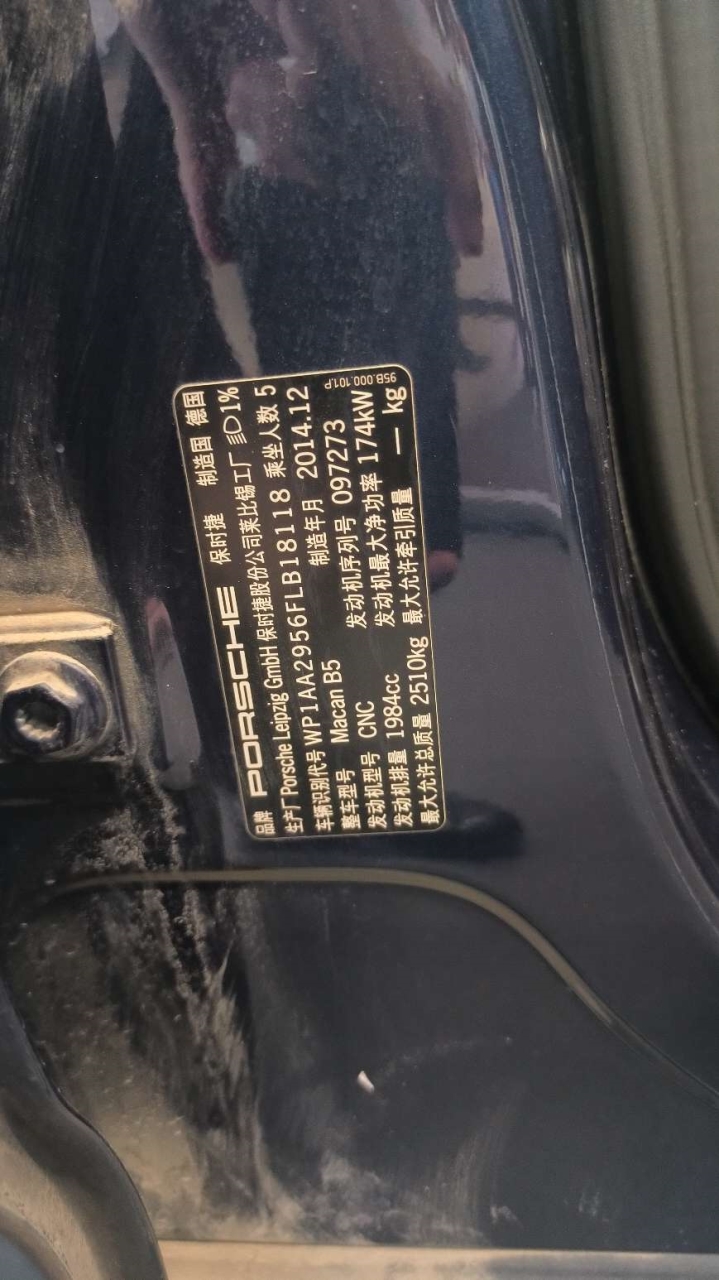 品牌 PORSCHE 保时捷 制造国 德国
生产厂 Porsche Leipzig GmbH 保时捷股份公司莱比锡工厂 1%
车辆识别代号 WP1AA2956FLB18118 乘坐人数 5
整车型号 Macan B5 制造年月 2014.12
发动机型号 CNC 发动机序列号 097273
发动机排量 1984cc 发动机最大净功率 174kW
最大允许总质量 2510kg 最大允许牵引质量 — kg
95B.000.101.P